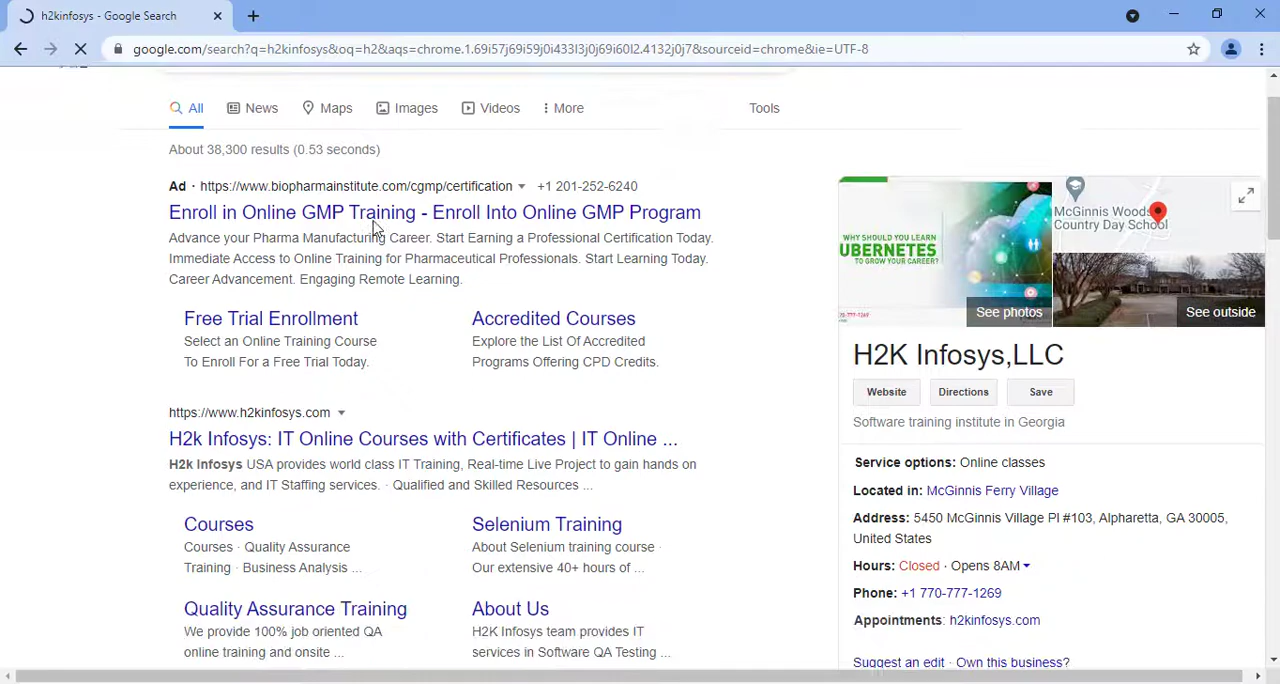 h2kinfosys - Google Search
google.com/search?q=h2kinfosys&oq=h2&aqs=chrome.1.69i57j69i59j0i433l3j0j69i60l2.4132j0j7&sourceid=chrome&ie=UTF-8
All News Maps Images Videos More Tools
About 38,300 results (0.53 seconds)
Ad · https://www.biopharmainstitute.com/cgmp/certification +1 201-252-6240
Enroll in Online GMP Training - Enroll Into Online GMP Program
Advance your Pharma Manufacturing Career. Start Earning a Professional Certification Today.
Immediate Access to Online Training for Pharmaceutical Professionals. Start Learning Today.
Career Advancement. Engaging Remote Learning.
Free Trial Enrollment
Select an Online Training Course
To Enroll For a Free Trial Today.
Accredited Courses
Explore the List Of Accredited
Programs Offering CPD Credits.
https://www.h2kinfosys.com
H2k Infosys: IT Online Courses with Certificates | IT Online ...
H2k Infosys USA provides world class IT Training, Real-time Live Project to gain hands on
experience, and IT Staffing services. · Qualified and Skilled Resources ...
Courses
Courses · Quality Assurance
Training · Business Analysis ...
Selenium Training
About Selenium training course ·
Our extensive 40+ hours of ...
Quality Assurance Training
We provide 100% job oriented QA
online training and onsite ...
About Us
H2K Infosys team provides IT
services in Software QA Testing ...
WHY SHOULD YOU LEARN
UBERNETES
TO GROW YOUR CAREER?
See photos
McGinnis Woods
Country Day School
See outside
H2K Infosys,LLC
Website Directions Save
Software training institute in Georgia
Service options: Online classes
Located in: McGinnis Ferry Village
Address: 5450 McGinnis Village Pl #103, Alpharetta, GA 30005,
United States
Hours: Closed · Opens 8AM
Phone: +1 770-777-1269
Appointments: h2kinfosys.com
Suggest an edit · Own this business?